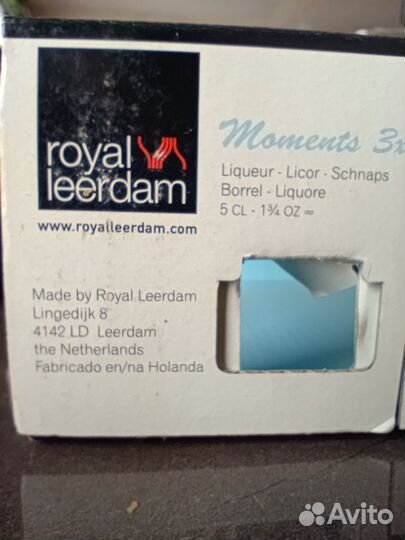 royal
leerdam
www.royalleerdam.com
Moments 3x
Liqueur - Licor - Schnaps
Borrel - Liquore
5 CL - 1¾ OZ ≈
Made by Royal Leerdam
Lingedijk 8
4142 LD Leerdam
the Netherlands
Fabricado en/na Holanda
Avito